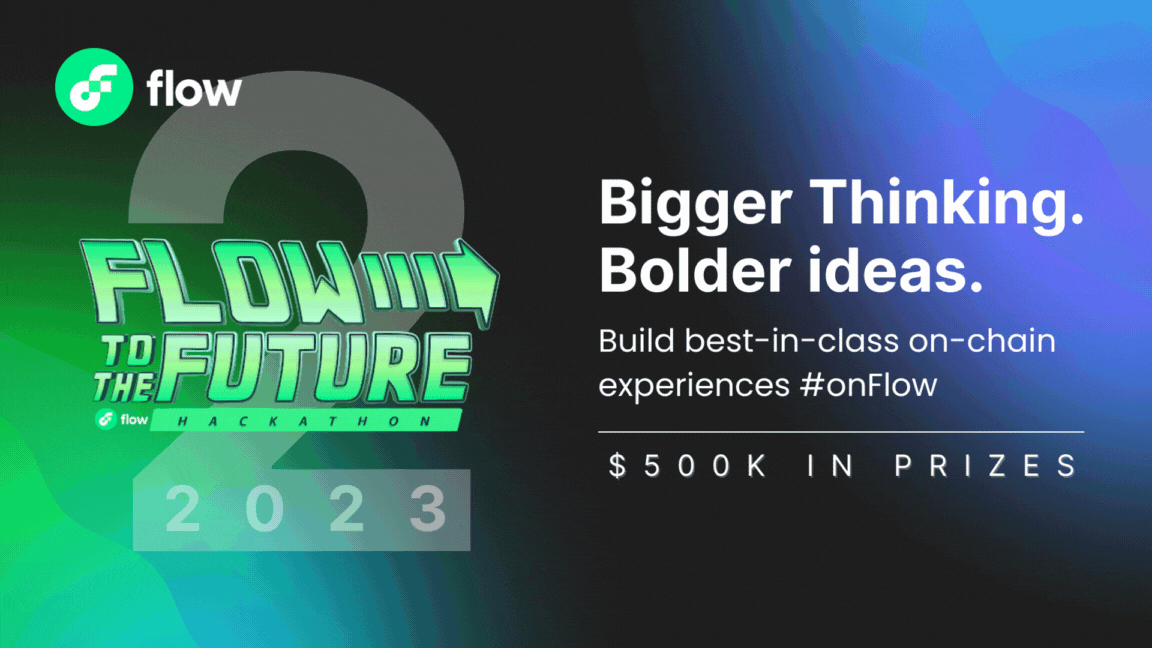 flow
2
FLOW
TO THE FUTURE
flow HACKATHON
2023
Bigger Thinking.
Bolder ideas.
Build best-in-class on-chain
experiences #onFlow
$500K IN PRIZES